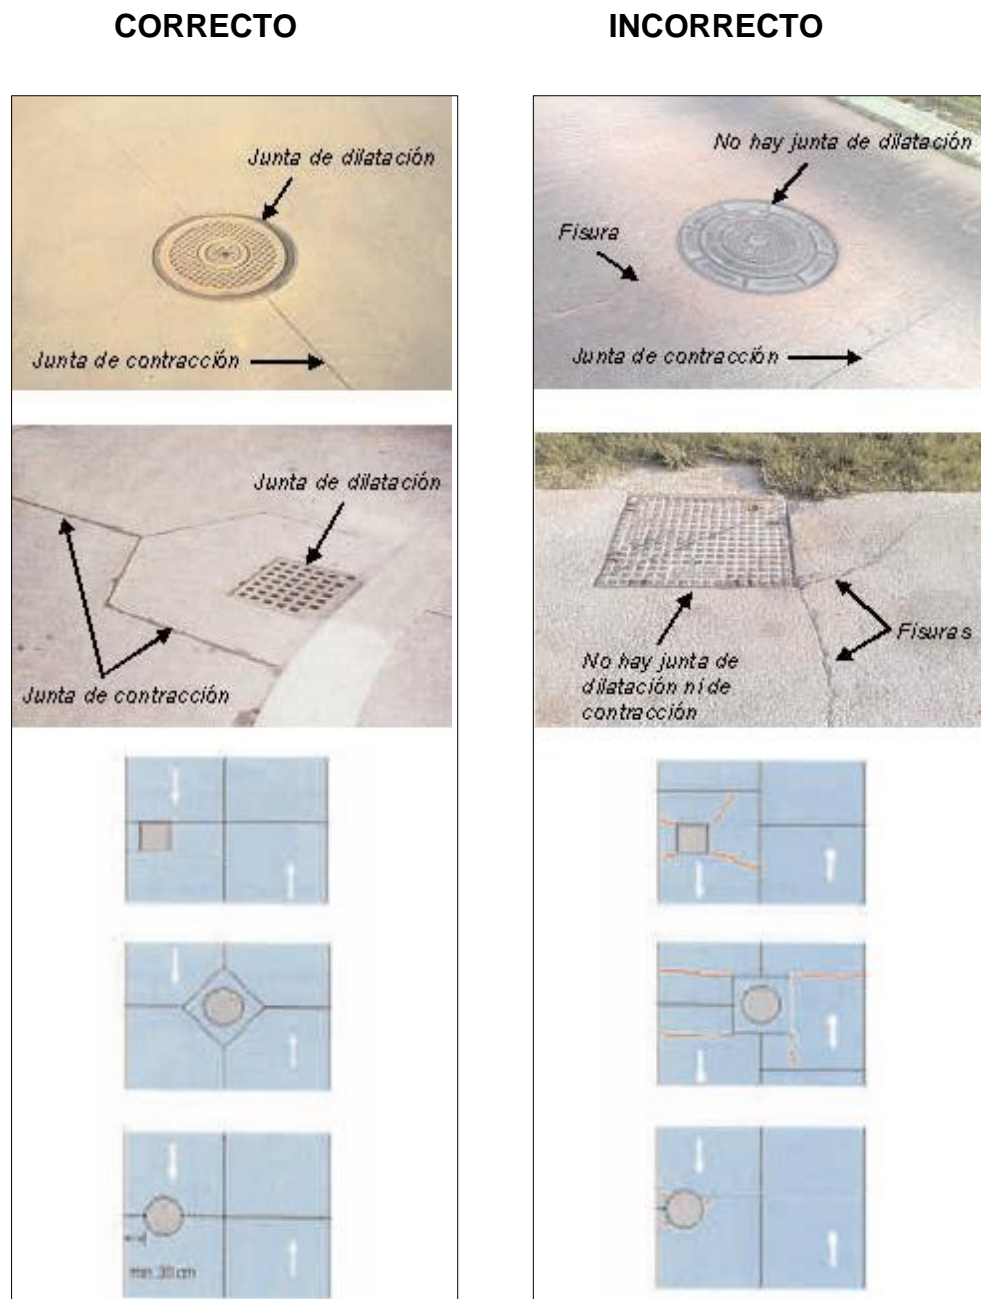 CORRECTO
INCORRECTO
Junta de dilatación
Junta de contracción
No hay junta de dilatación
Fisura
Junta de contracción
Junta de dilatación
Junta de contracción
Fisuras
No hay junta de
dilatación ni de
contracción
min. 30 cm